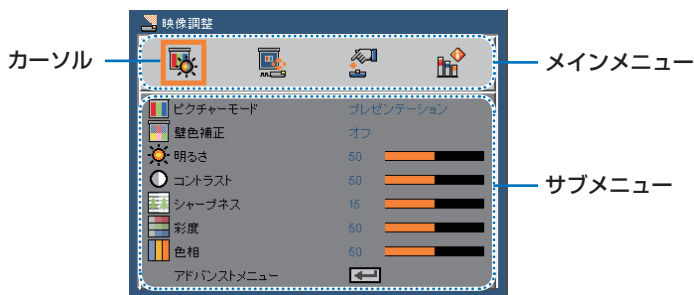 映像調整
カーソル
メインメニュー
ピクチャーモード プレゼンテーション
壁色補正 オフ
明るさ 50
コントラスト 50
シャープネス 16
サブメニュー
彩度 50
色相 50
アドバンストメニュー